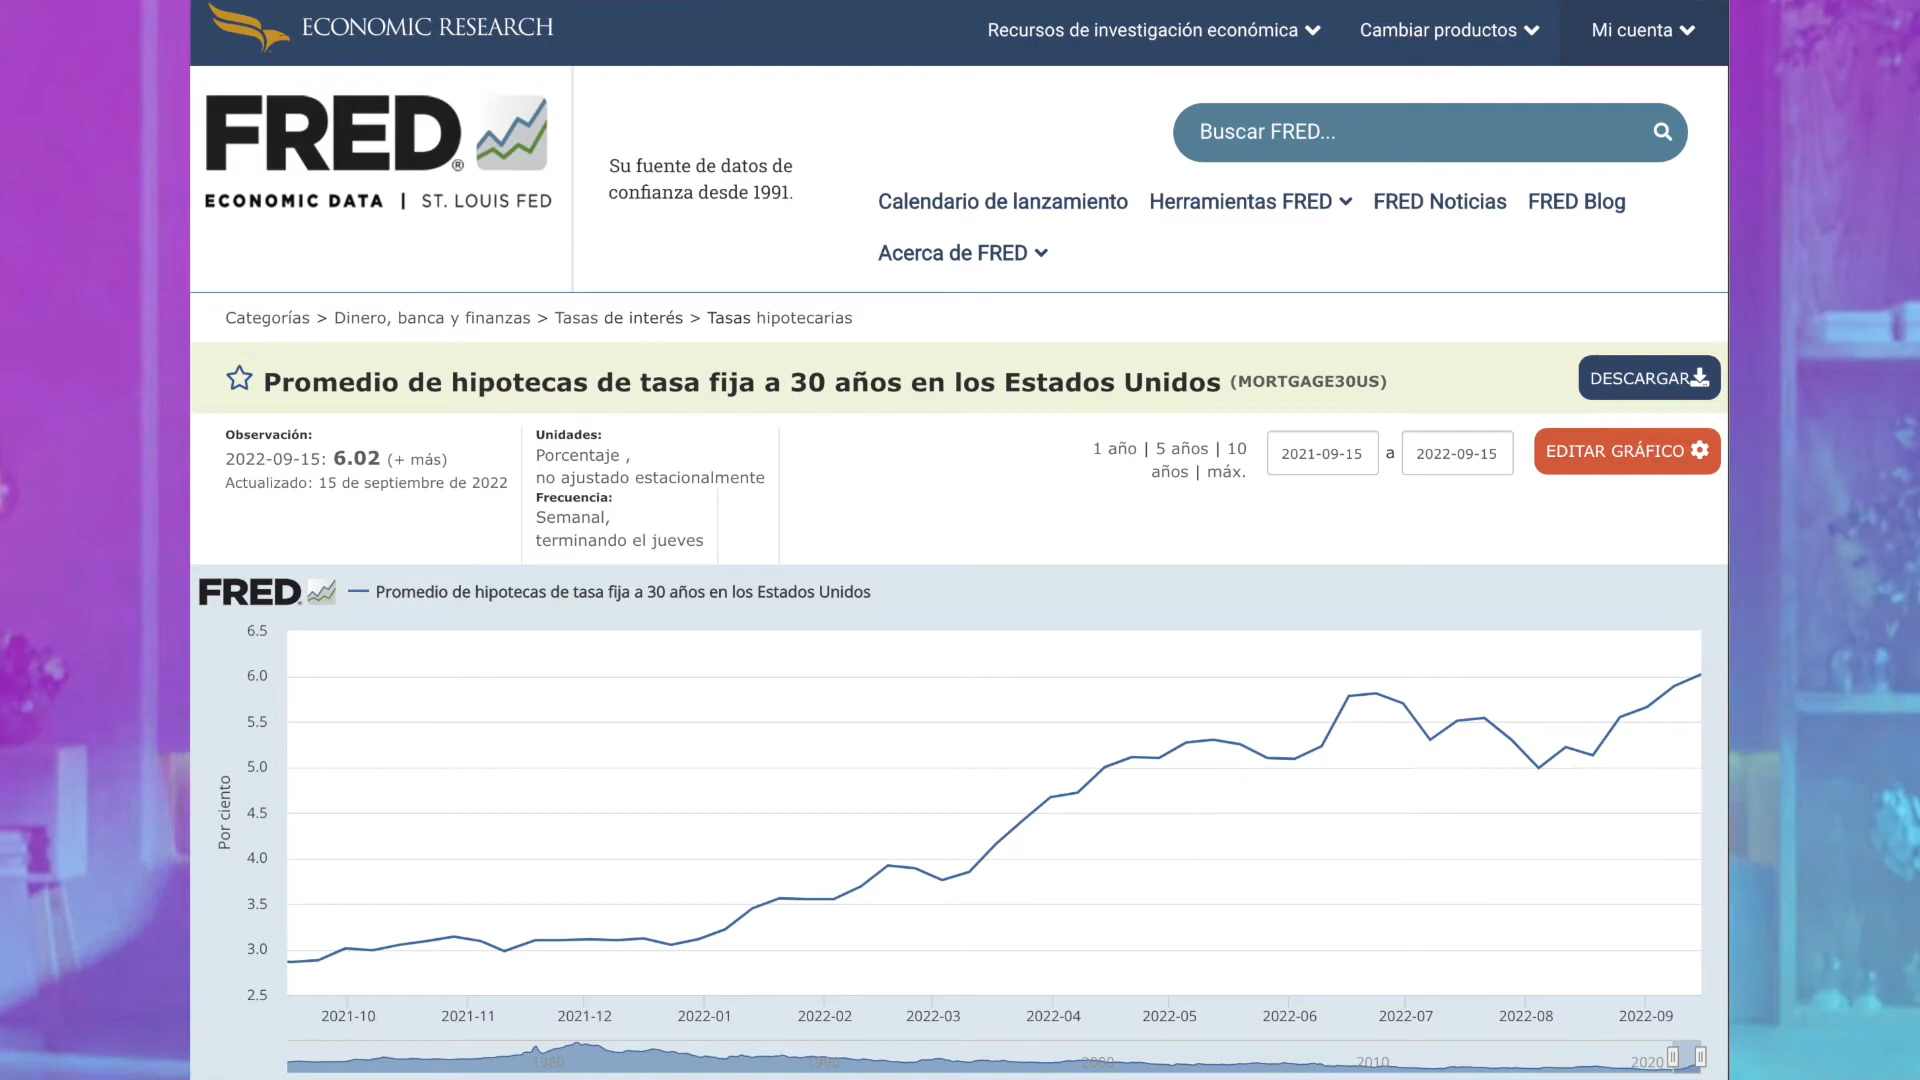 ECONOMIC RESEARCH
Recursos de investigación económica
Cambiar productos
Mi cuenta
FRED®
ECONOMIC DATA | ST. LOUIS FED
Su fuente de datos de
confianza desde 1991.
Buscar FRED...
Calendario de lanzamiento
Herramientas FRED
FRED Noticias
FRED Blog
Acerca de FRED
Categorías > Dinero, banca y finanzas > Tasas de interés > Tasas hipotecarias
Promedio de hipotecas de tasa fija a 30 años en los Estados Unidos (MORTGAGE30US)
DESCARGAR
Observación:
2022-09-15: 6.02 (+ más)
Actualizado: 15 de septiembre de 2022
Unidades:
Porcentaje ,
no ajustado estacionalmente
Frecuencia:
Semanal,
terminando el jueves
1 año | 5 años | 10
años | máx.
2021-09-15 a 2022-09-15
EDITAR GRÁFICO
FRED
Promedio de hipotecas de tasa fija a 30 años en los Estados Unidos
6.5
6.0
5.5
5.0
4.5
4.0
3.5
3.0
2.5
Por ciento
2021-10 2021-11 2021-12 2022-01 2022-02 2022-03 2022-04 2022-05 2022-06 2022-07 2022-08 2022-09
1980 1990 2000 2010 2020